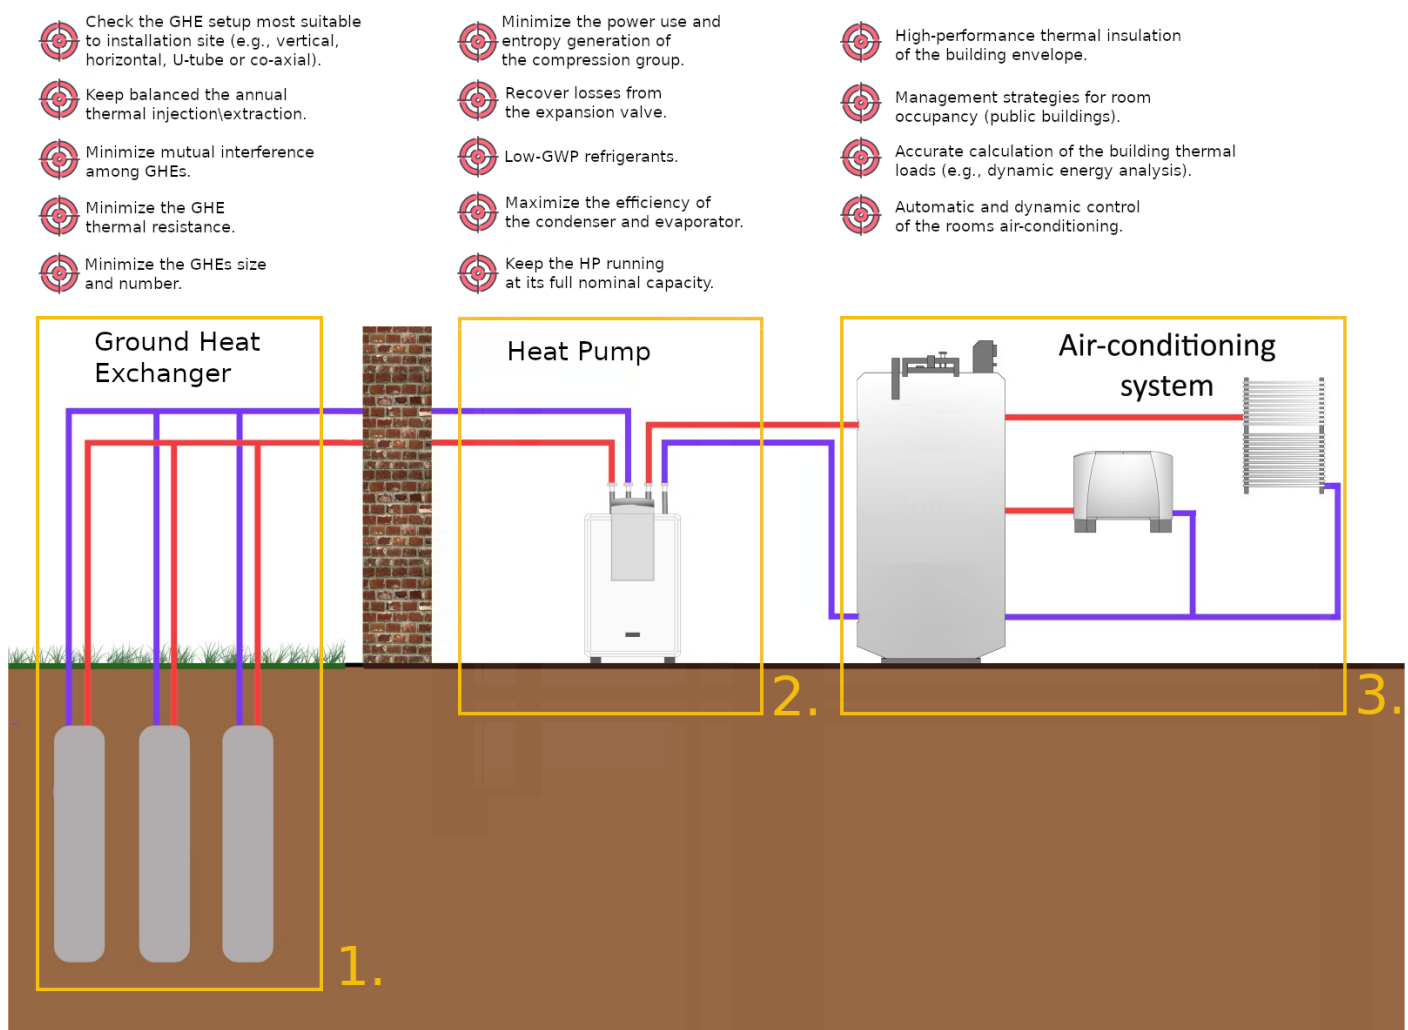 Check the GHE setup most suitable
to installation site (e.g., vertical,
horizontal, U-tube or co-axial).
Keep balanced the annual
thermal injection\extraction.
Minimize mutual interference
among GHEs.
Minimize the GHE
thermal resistance.
Minimize the GHEs size
and number.
Minimize the power use and
entropy generation of
the compression group.
Recover losses from
the expansion valve.
Low-GWP refrigerants.
Maximize the efficiency of
the condenser and evaporator.
Keep the HP running
at its full nominal capacity.
High-performance thermal insulation
of the building envelope.
Management strategies for room
occupancy (public buildings).
Accurate calculation of the building thermal
loads (e.g., dynamic energy analysis).
Automatic and dynamic control
of the rooms air-conditioning.
Ground Heat
Exchanger
1.
Heat Pump
2.
Air-conditioning
system
Puffer
3.